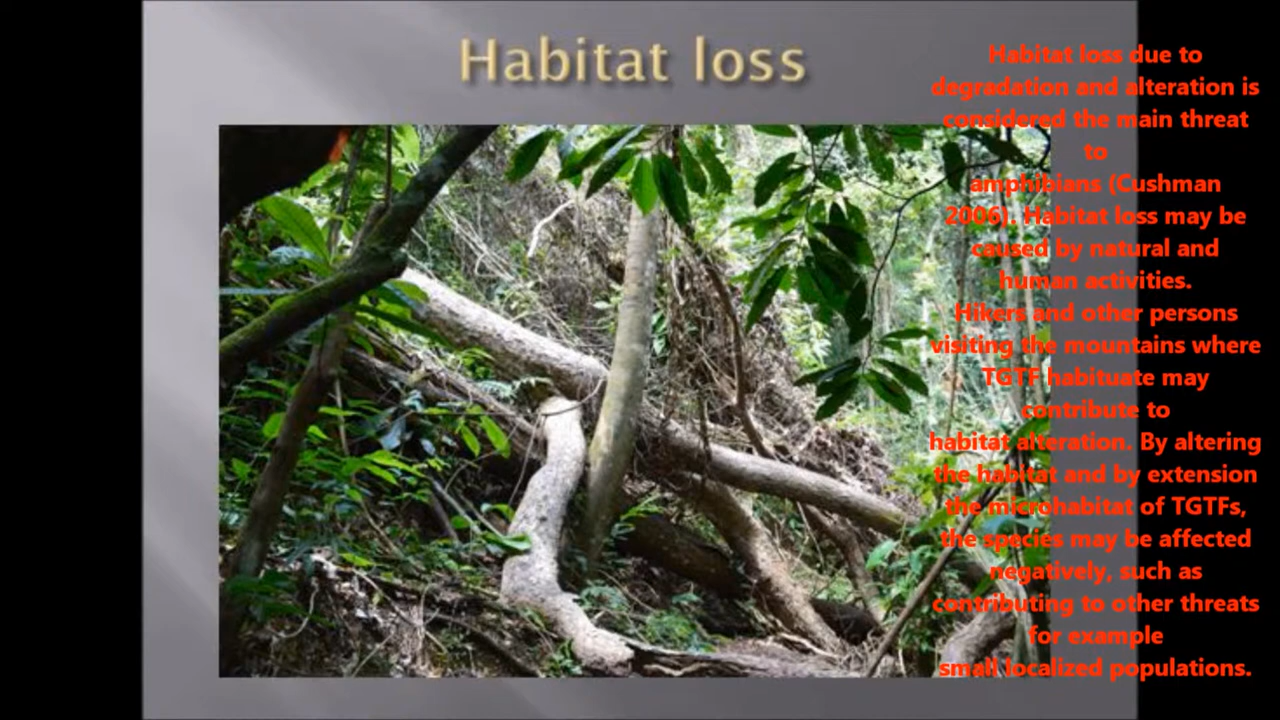 Habitat loss
Habitat loss due to
degradation and alteration is
considered the main threat
to
amphibians (Cushman
2006). Habitat loss may be
caused by natural and
human activities.
Hikers and other persons
visiting the mountains where
TGTF habituate may
contribute to
habitat alteration. By altering
the habitat and by extension
the microhabitat of TGTFs,
the species may be affected
negatively, such as
contributing to other threats
for example
small localized populations.